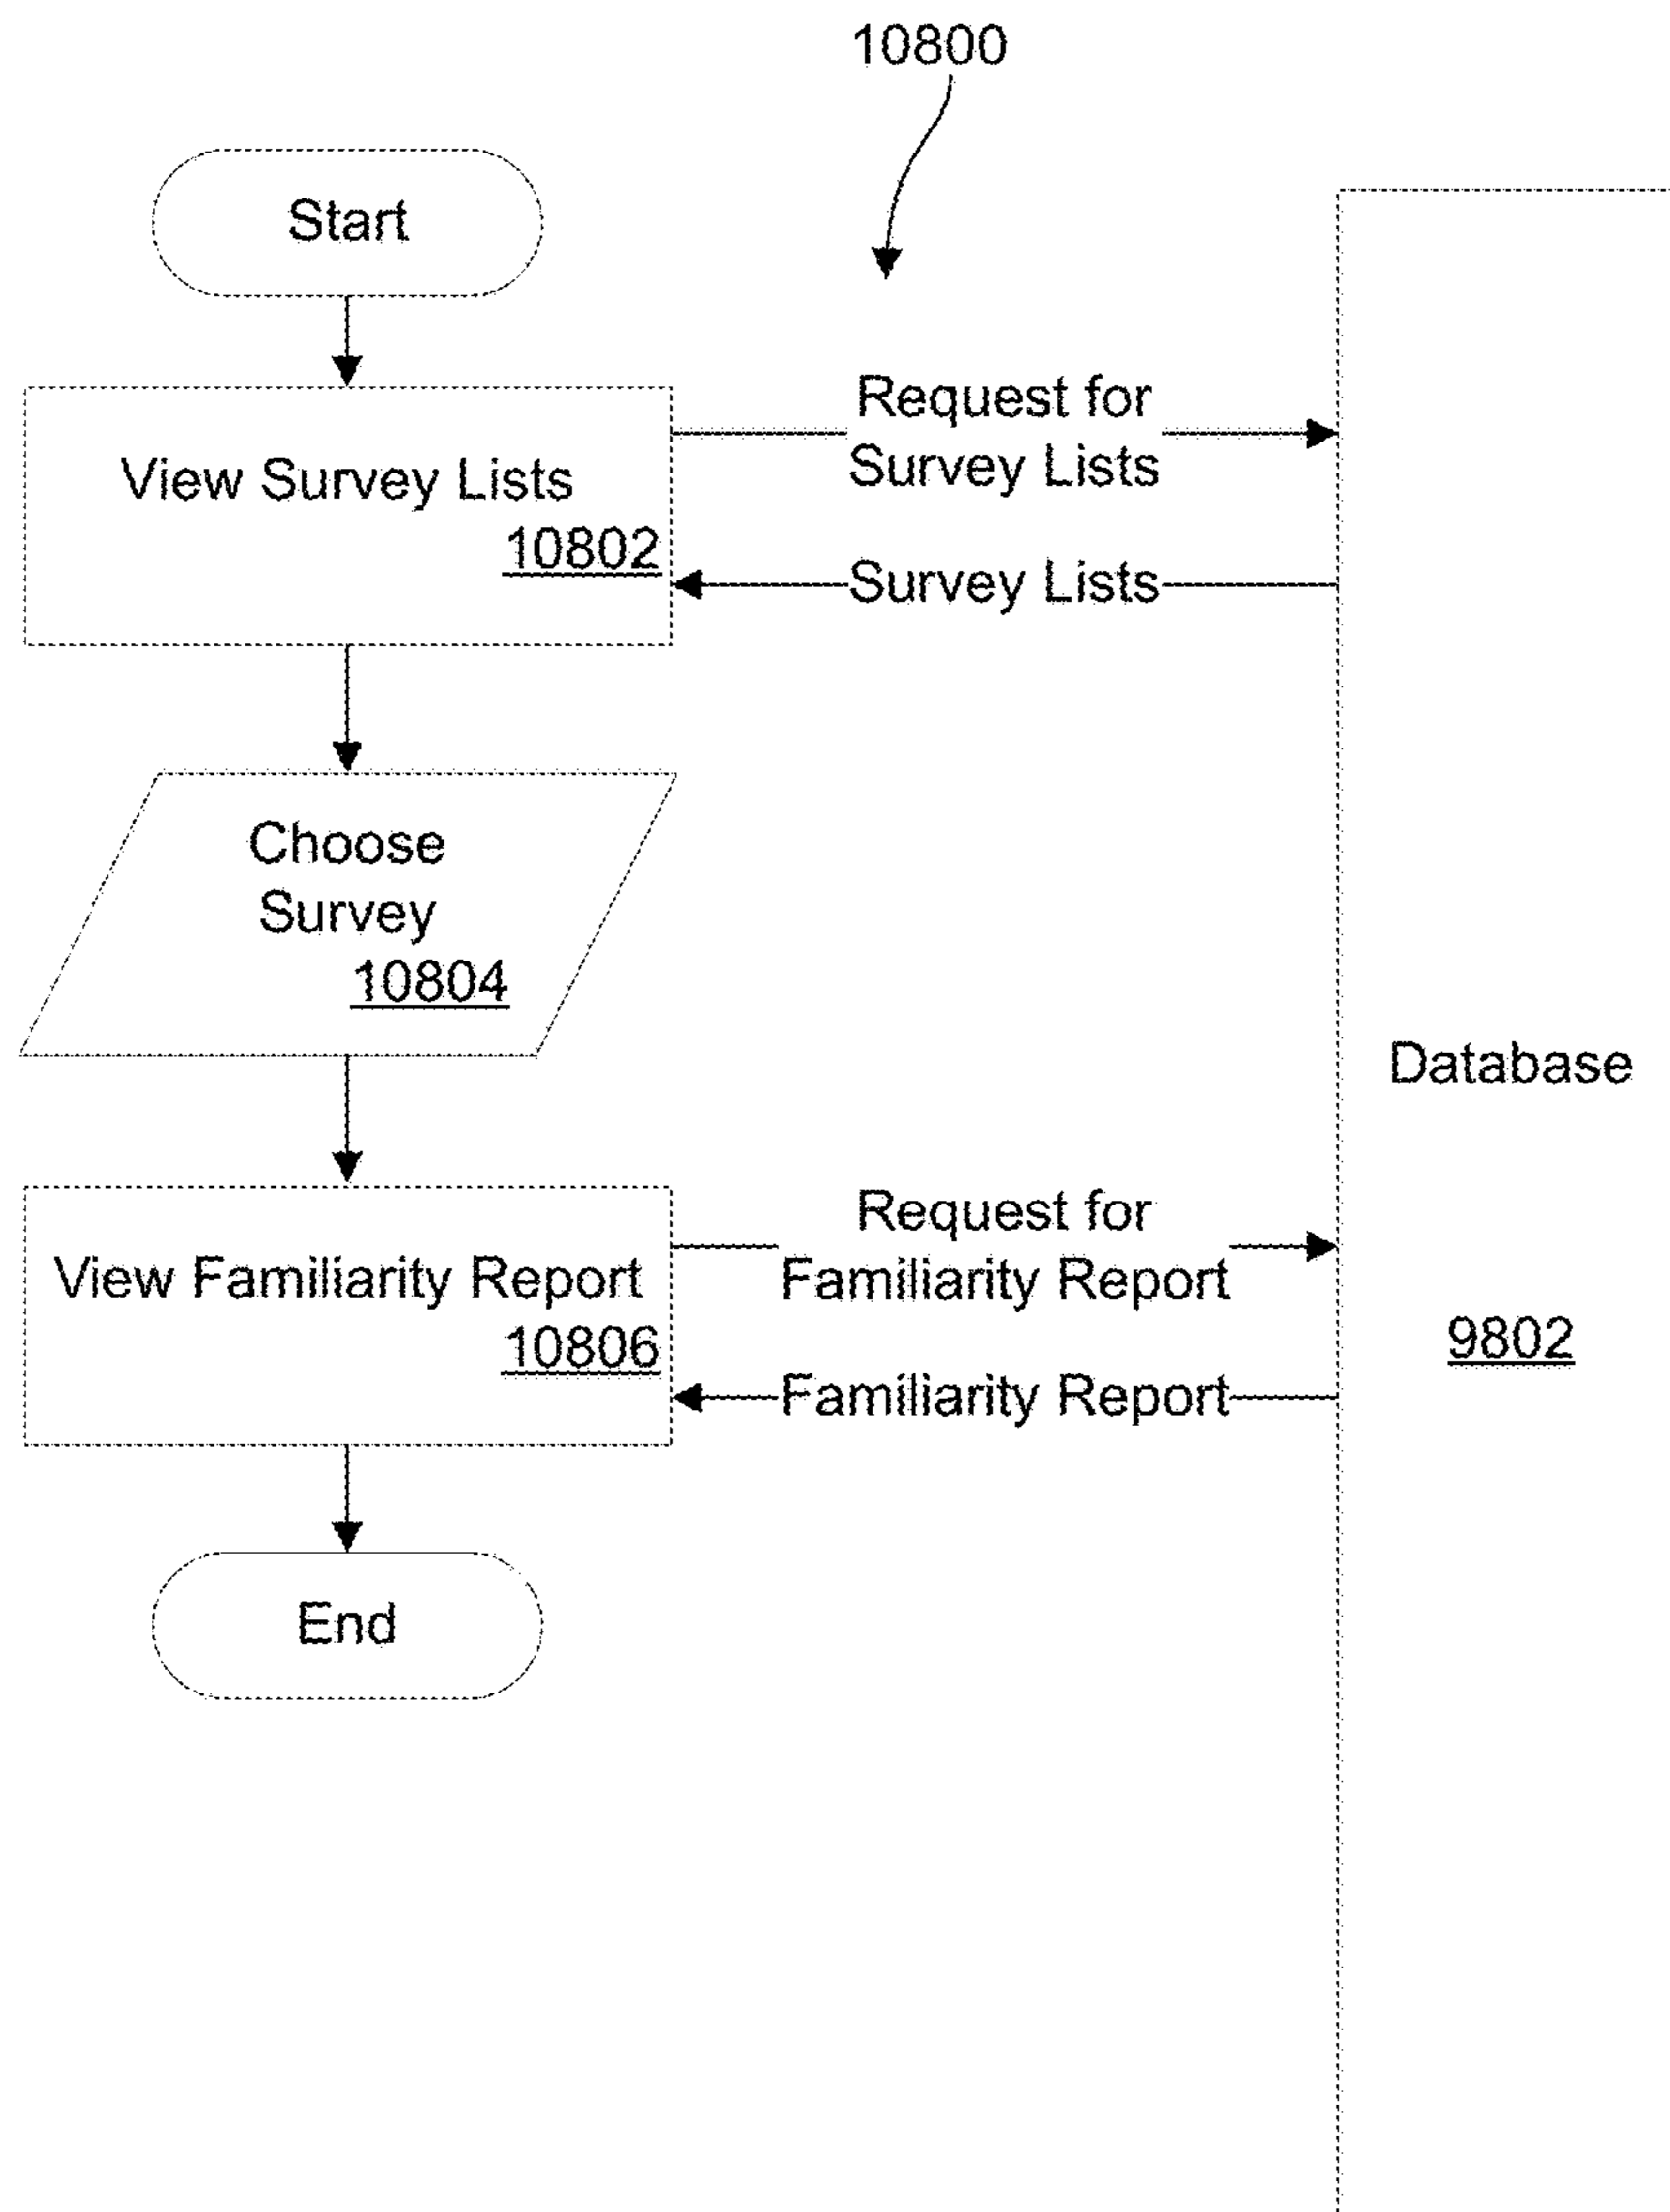 10800
Start
View Survey Lists
10802
Request for
Survey Lists
Survey Lists
Choose
Survey
10804
Database
9802
View Familiarity Report
10806
Request for
Familiarity Report
Familiarity Report
End